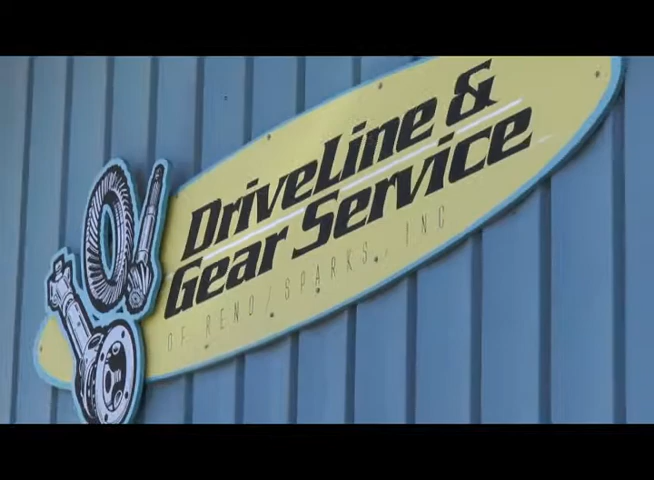 DriveLine &
Gear Service
OF RENO/SPARKS, INC